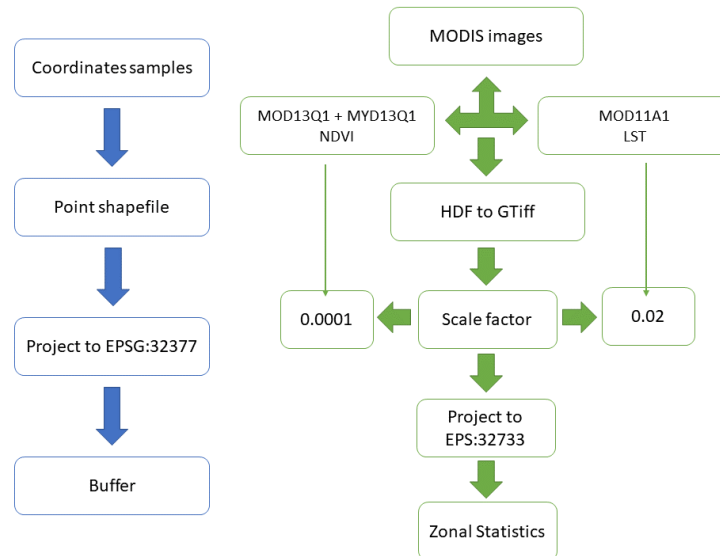 Coordinates samples
Point shapefile
Project to EPSG:32377
Buffer
MODIS images
MOD13Q1 + MYD13Q1
NDVI
MOD11A1
LST
HDF to GTiff
0.0001
Scale factor
0.02
Project to
EPS:32733
Zonal Statistics